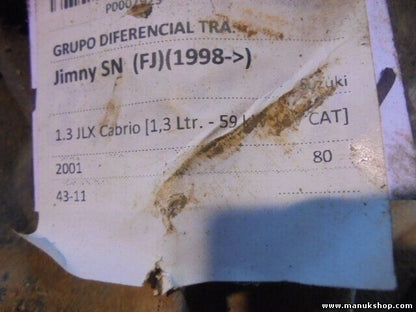 GRUPO DIFERENCIAL TRA.
Jimny SN (FJ)(1998->)
1.3 JLX Cabrio [1,3 Ltr. - 59 CAT]
2001 80
43-11
www.manukshop.com